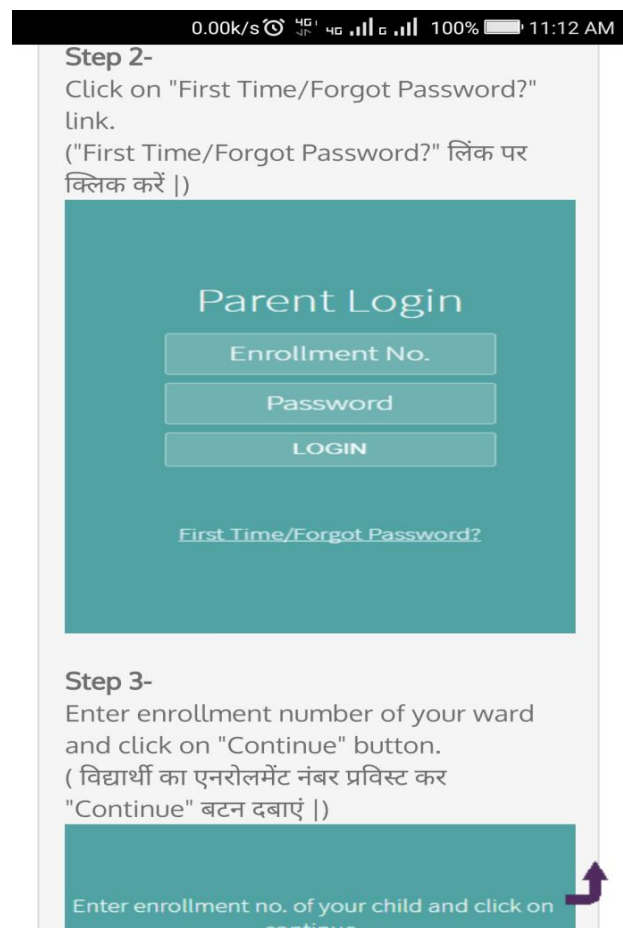 0.00k/s 4G 4G G 100% 11:12 AM
Step 2-
Click on "First Time/Forgot Password?"
link.
("First Time/Forgot Password?" लिंक पर
क्लिक करें |)
Parent Login
Enrollment No.
Password
LOGIN
First Time/Forgot Password?
Step 3-
Enter enrollment number of your ward
and click on "Continue" button.
( विद्यार्थी का एनरोलमेंट नंबर प्रविस्ट कर
"Continue" बटन दबाएं |)
Enter enrollment no. of your child and click on
continue